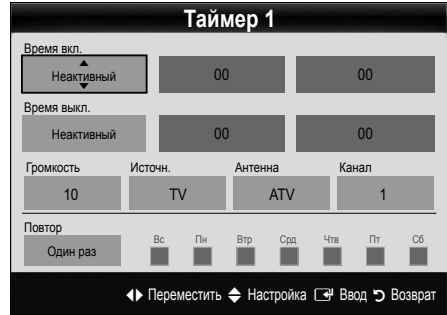 Таймер 1
Время вкл.
Неактивный 00 00
Время выкл.
Неактивный 00 00
Громкость Источн. Антенна Канал
10 TV ATV 1
Повтор
Вс Пн Втр Срд Чтв Пт Сб
Один раз
Переместить Настройка Ввод Возврат